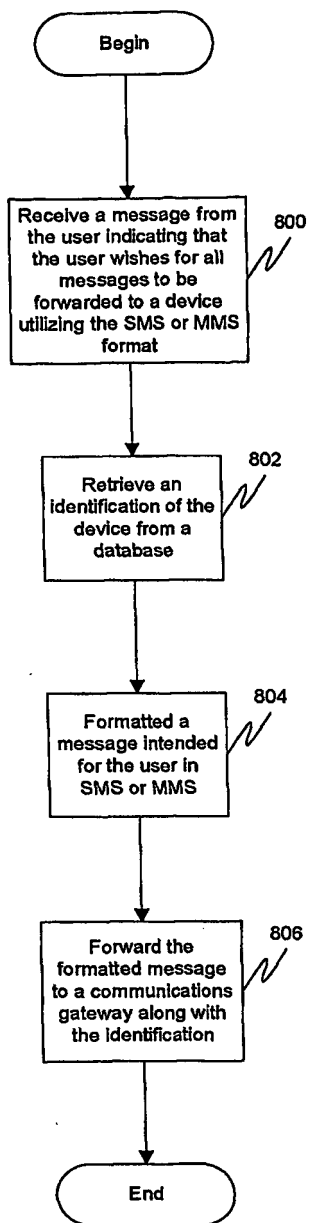 Begin
Receive a message from
the user indicating that
the user wishes for all
messages to be
forwarded to a device
utilizing the SMS or MMS
format
800
802
Retrieve an
identification of the
device from a
database
804
Formatted a
message intended
for the user in
SMS or MMS
806
Forward the
formatted message
to a communications
gateway along with
the identification
End